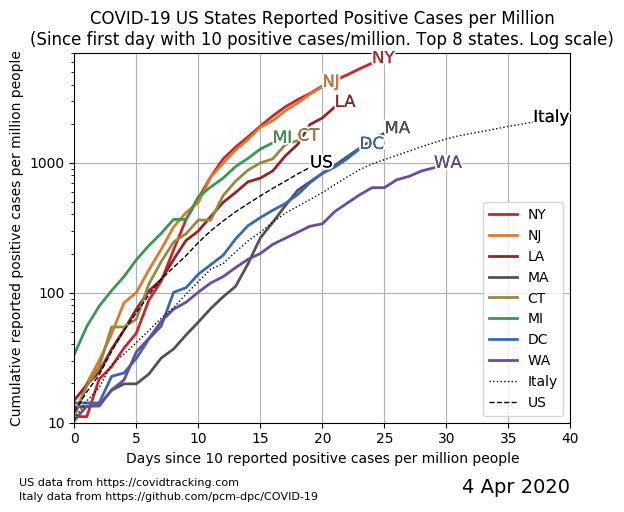 COVID-19 US States Reported Positive Cases per Million
(Since first day with 10 positive cases/million. Top 8 states. Log scale)
Cumulative reported positive cases per million people
1000
100
10
NY
NJ
LA
MI
CT
US
MA
DC
WA
Italy
NY
NJ
LA
MA
CT
MI
DC
WA
Italy
US
0 5 10 15 20 25 30 35 40
Days since 10 reported positive cases per million people
US data from https://covidtracking.com
Italy data from https://github.com/pcm-dpc/COVID-19
4 Apr 2020